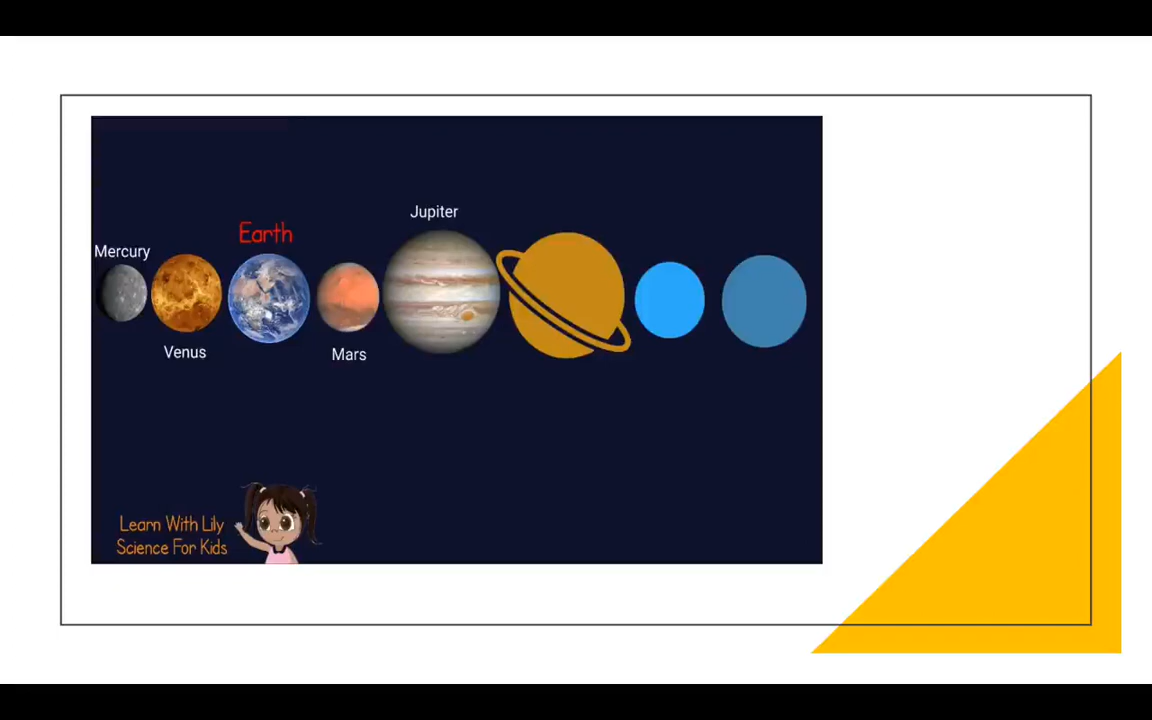 Jupiter
Earth
Mercury
Venus
Mars
Learn With Lily
Science For Kids